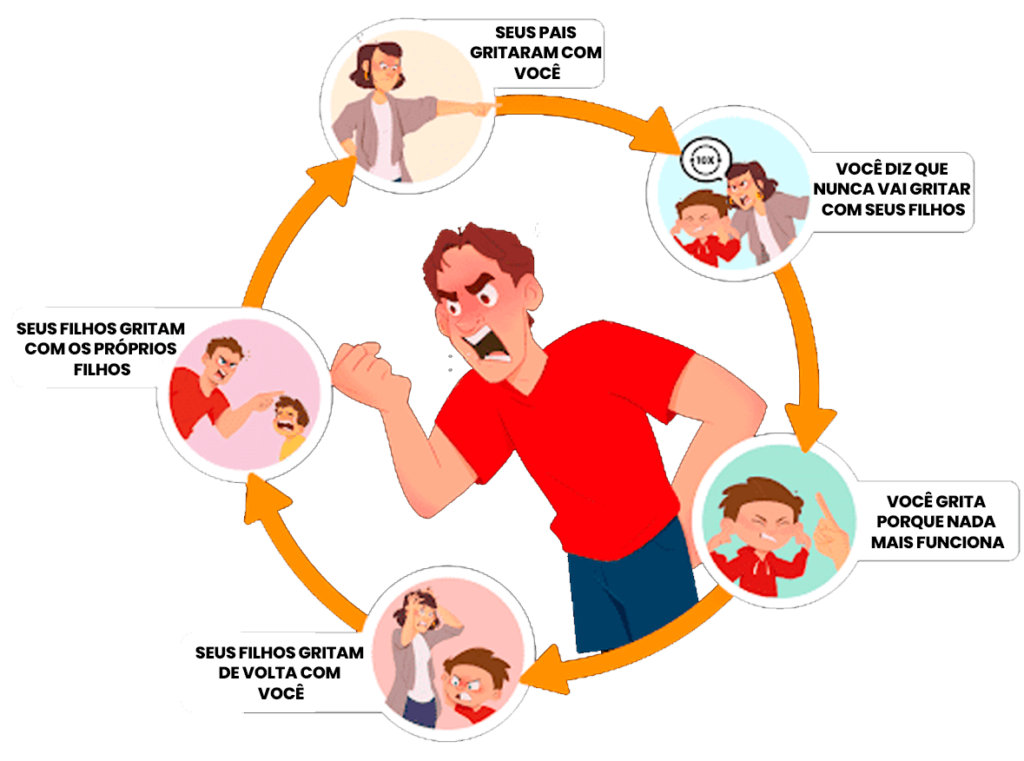 SEUS PAIS
GRITARAM COM
VOCÊ
10X
VOCÊ DIZ QUE
NUNCA VAI GRITAR
COM SEUS FILHOS
VOCÊ GRITA
PORQUE NADA
MAIS FUNCIONA
SEUS FILHOS GRITAM
DE VOLTA COM
VOCÊ
SEUS FILHOS GRITAM
COM OS PRÓPRIOS
FILHOS